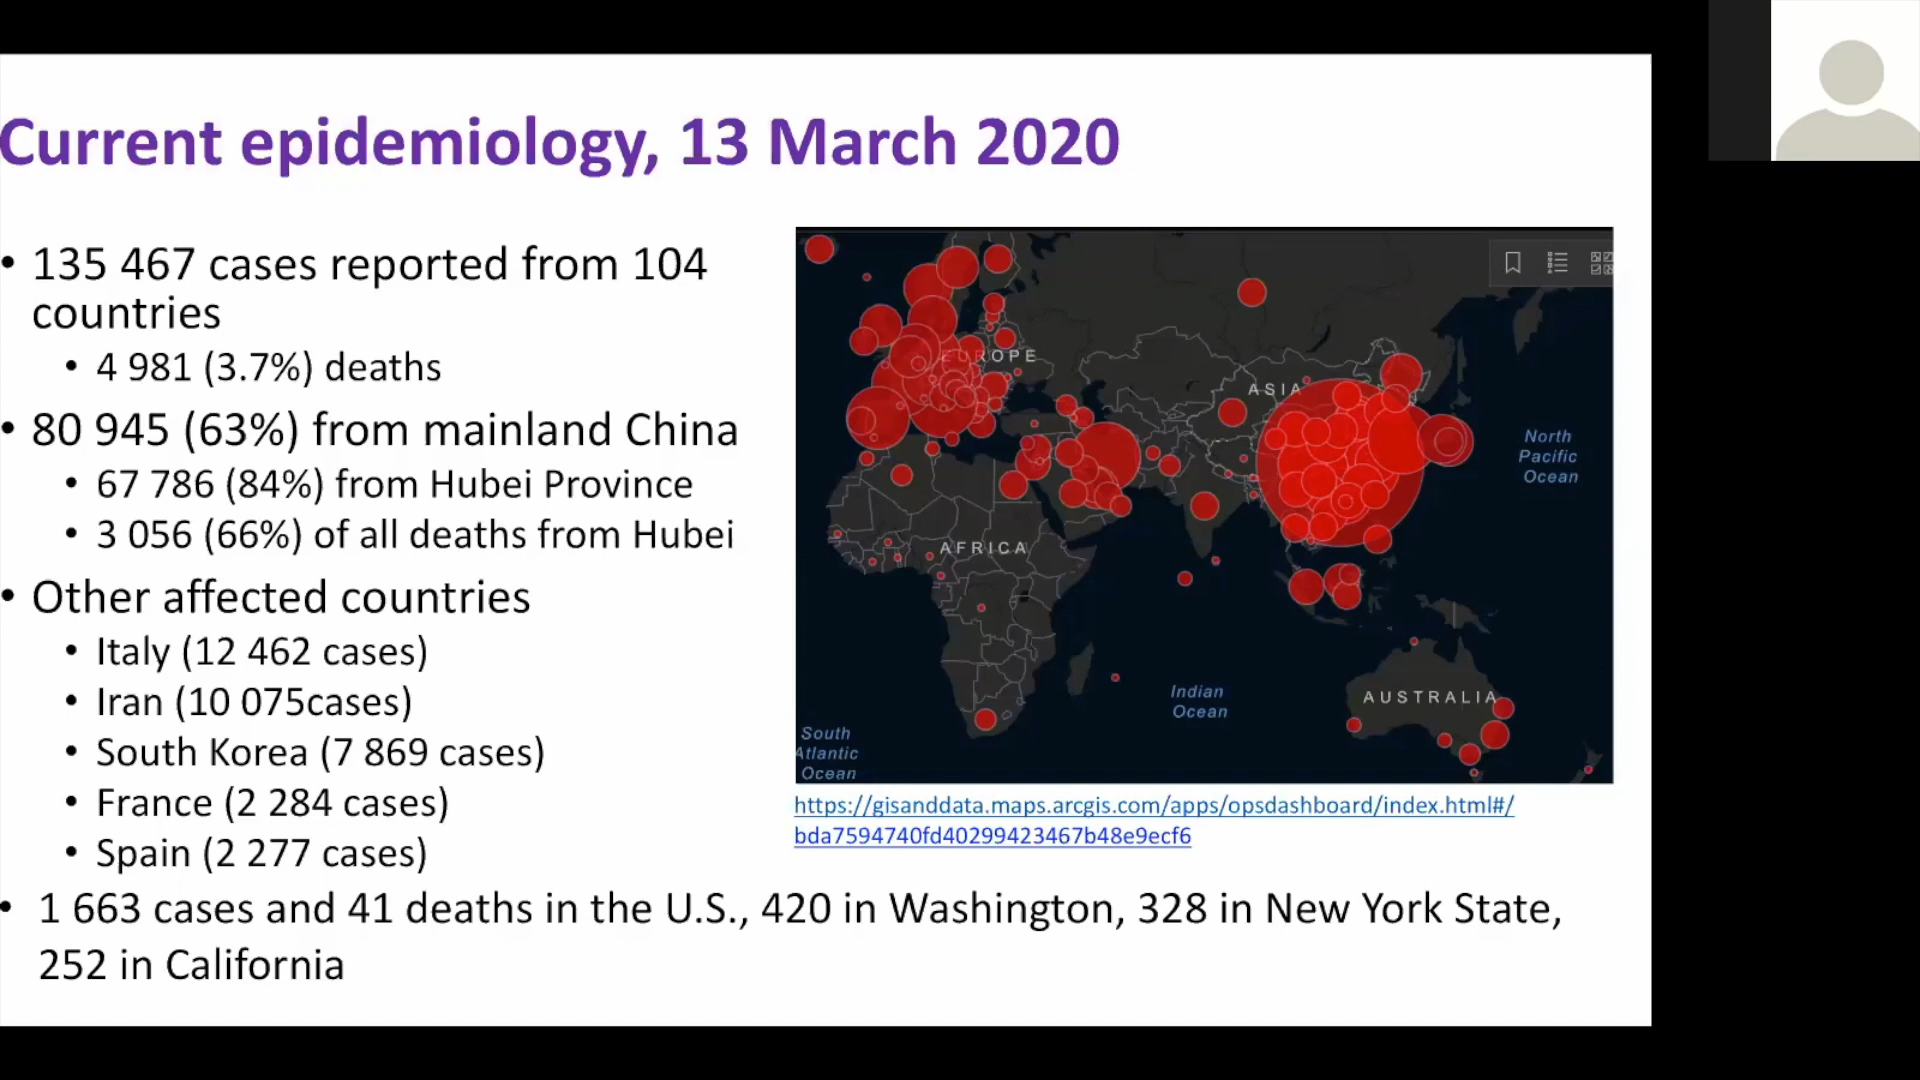 Current epidemiology, 13 March 2020
• 135 467 cases reported from 104
countries
• 4 981 (3.7%) deaths
• 80 945 (63%) from mainland China
• 67 786 (84%) from Hubei Province
• 3 056 (66%) of all deaths from Hubei
• Other affected countries
• Italy (12 462 cases)
• Iran (10 075cases)
• South Korea (7 869 cases)
• France (2 284 cases)
• Spain (2 277 cases)
• 1 663 cases and 41 deaths in the U.S., 420 in Washington, 328 in New York State,
252 in California
EUROPE
ASIA
North
Pacific
Ocean
AFRICA
Indian
Ocean
AUSTRALIA
South
Atlantic
Ocean
https://gisanddata.maps.arcgis.com/apps/opsdashboard/index.html#/
bda7594740fd40299423467b48e9ecf6